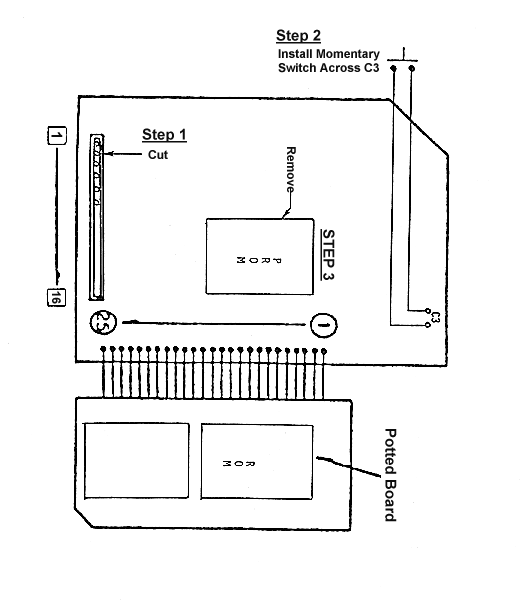 Step 2
Install Momentary
Switch Across C3
1
Step 1
Cut
Remove
PROM
STEP 3
C3
16
25
1
ROM
Potted Board